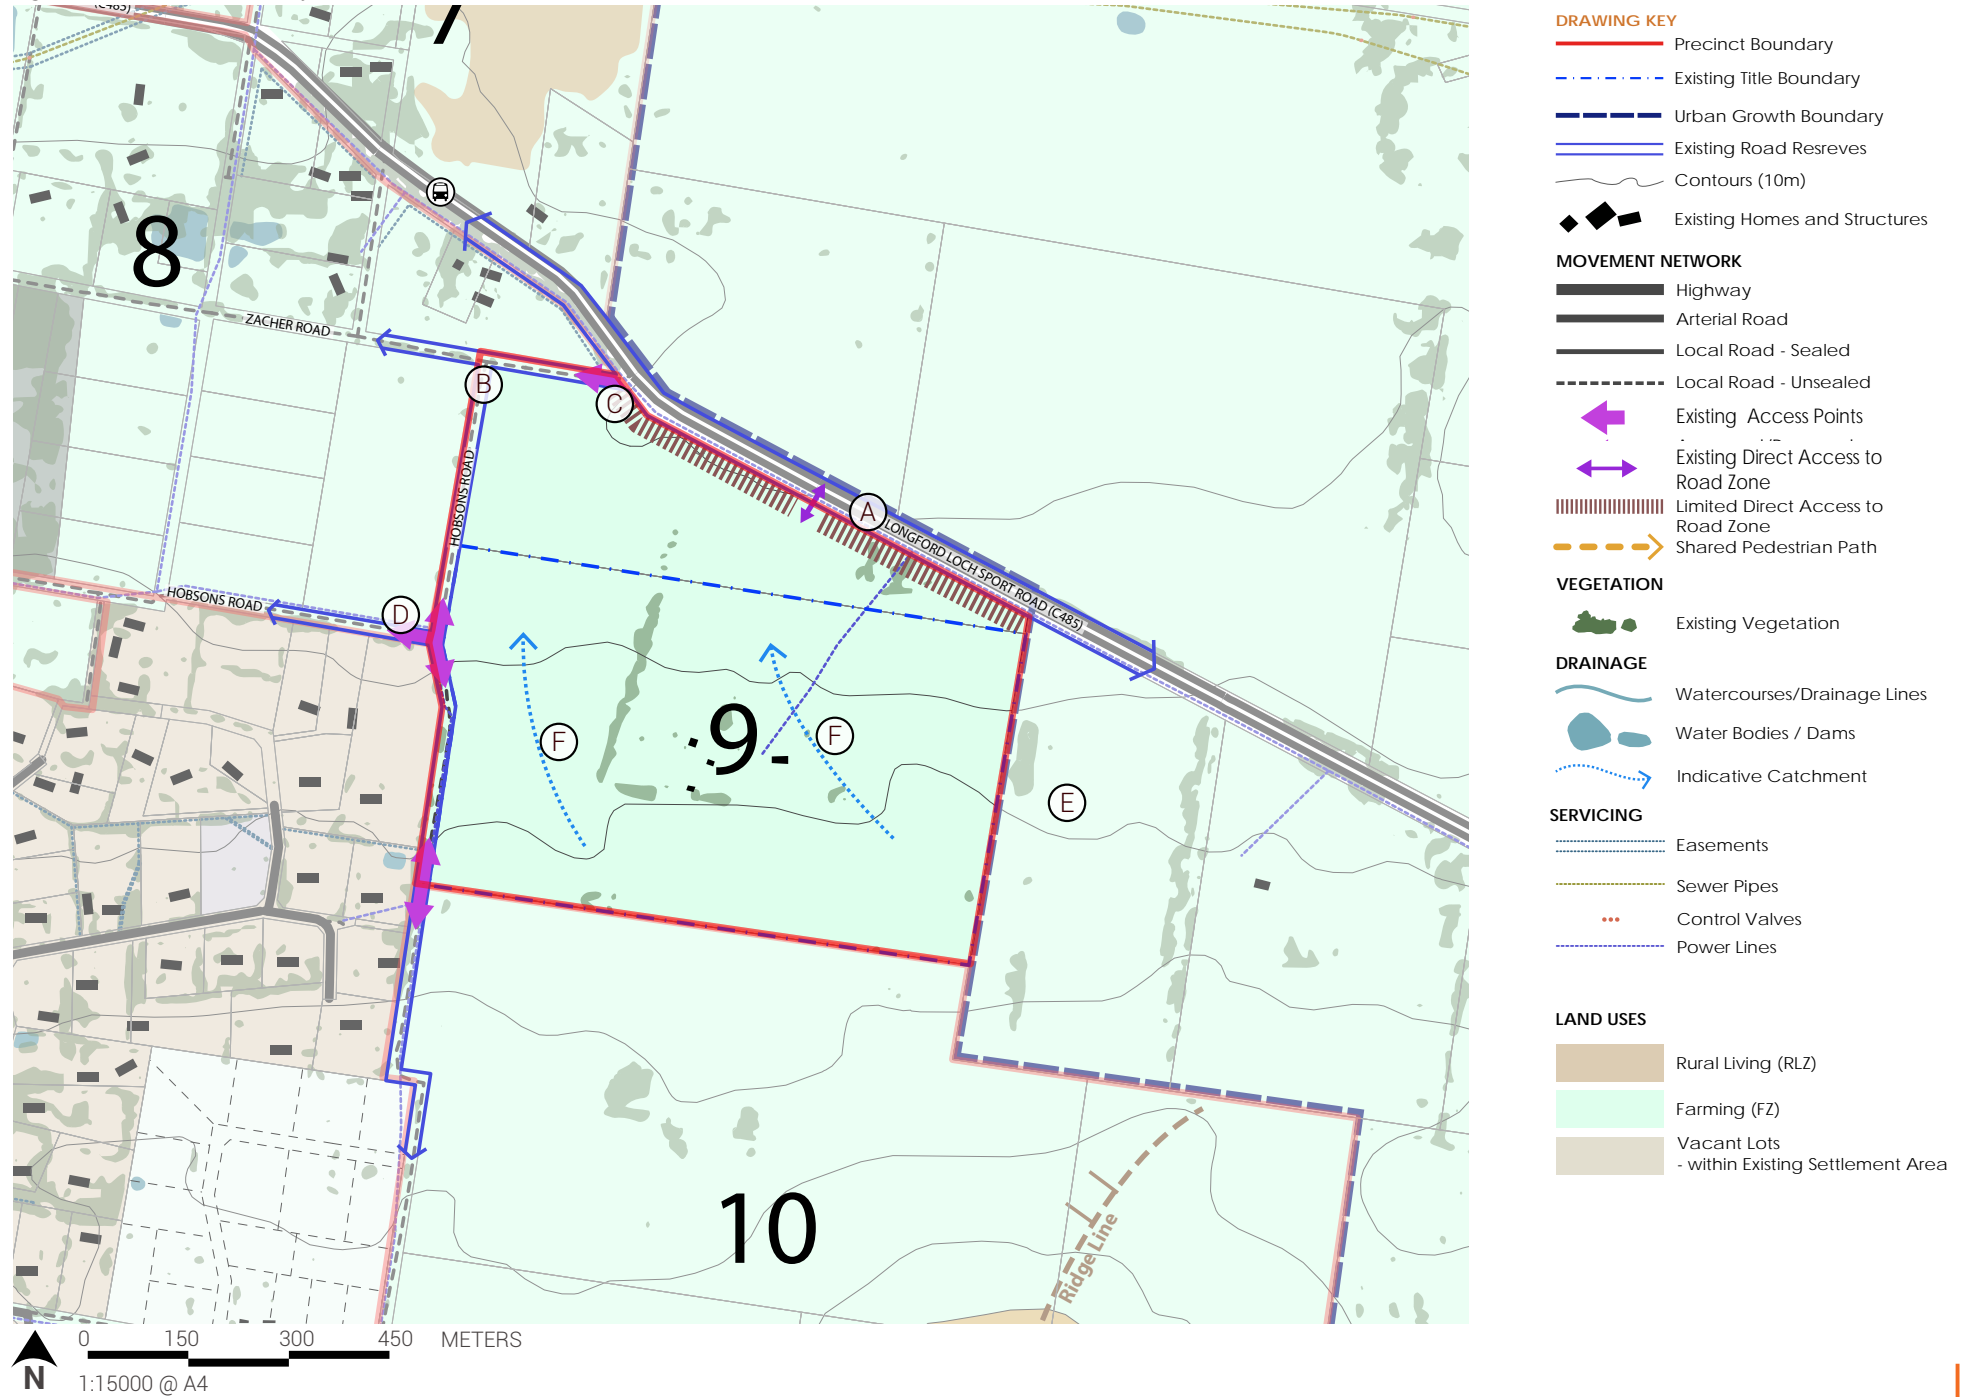 (C485)
7
8
ZACHER ROAD
B
C
HOBSONS ROAD
A
LONGFORD LOCH SPORT ROAD (C485)
HOBSONS ROAD
D
F
9
F
E
10
Ridge Line
0 150 300 450 METERS
N
1:15000 @ A4
DRAWING KEY
Precinct Boundary
Existing Title Boundary
Urban Growth Boundary
Existing Road Resreves
Contours (10m)
Existing Homes and Structures
MOVEMENT NETWORK
Highway
Arterial Road
Local Road - Sealed
Local Road - Unsealed
Existing Access Points
Existing Direct Access to
Road Zone
Limited Direct Access to
Road Zone
Shared Pedestrian Path
VEGETATION
Existing Vegetation
DRAINAGE
Watercourses/Drainage Lines
Water Bodies / Dams
Indicative Catchment
SERVICING
Easements
Sewer Pipes
Control Valves
Power Lines
LAND USES
Rural Living (RLZ)
Farming (FZ)
Vacant Lots
- within Existing Settlement Area